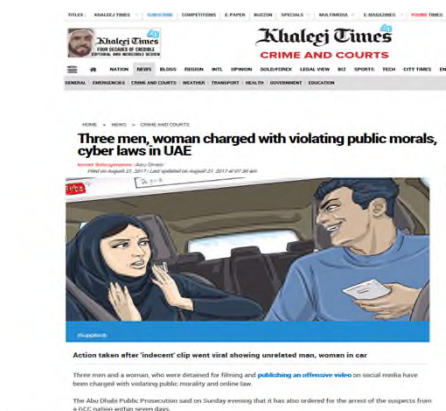 TITLES : KHALEEJ TIMES SUBSCRIBE COMPETITIONS E-PAPER BUZZON SPECIALS MULTIMEDIA E-MAGAZINES YOUNG TIMES
Khaleej Times
FOUR DECADES OF CREDIBLE
Khaleej Times
CRIME AND COURTS
NATION NEWS BLOGS REGION INTL OPINION GOLD/FOREX LEGAL VIEW BIZ SPORTS TECH CITY TIMES EN
GENERAL EMERGENCIES CRIME AND COURTS WEATHER TRANSPORT HEALTH GOVERNMENT EDUCATION
HOME > NEWS > CRIME AND COURTS
Three men, woman charged with violating public morals,
cyber laws in UAE
/Abu Dhabi
Filed on August 21, 2017 | Last updated on August 21, 2017 at 07.30 am
(Supplied)
Action taken after 'indecent' clip went viral showing unrelated man, woman in car
Three men and a woman, who were detained for filming and publishing an offensive video on social media have
been charged with violating public morality and online law.
The Abu Dhabi Public Prosecution said on Sunday evening that it has also ordered for the arrest of the suspects from
a GCC nation within seven days.